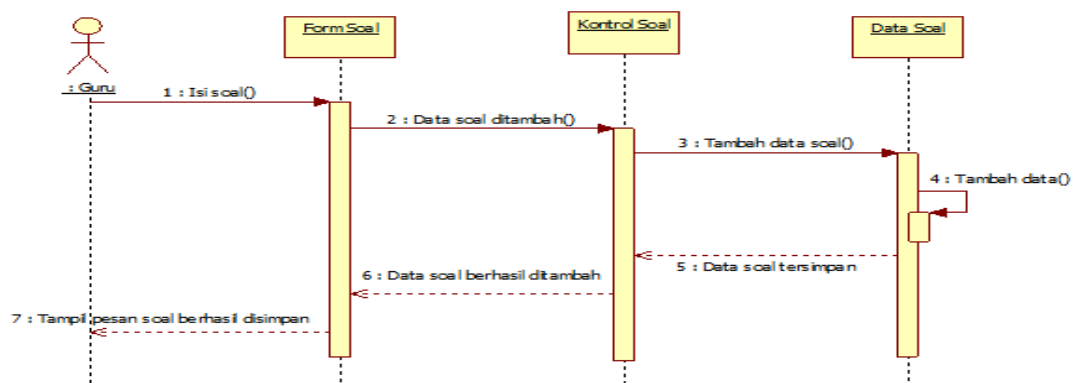 Form Soal
Kontrol Soal
Data Soal
: Guru
1 : Isi soal()
2 : Data soal ditambah()
3 : Tambah data soal()
4 : Tambah data()
5 : Data soal tersimpan
6 : Data soal berhasil ditambah
7 : Tampil pesan soal berhasil disimpan